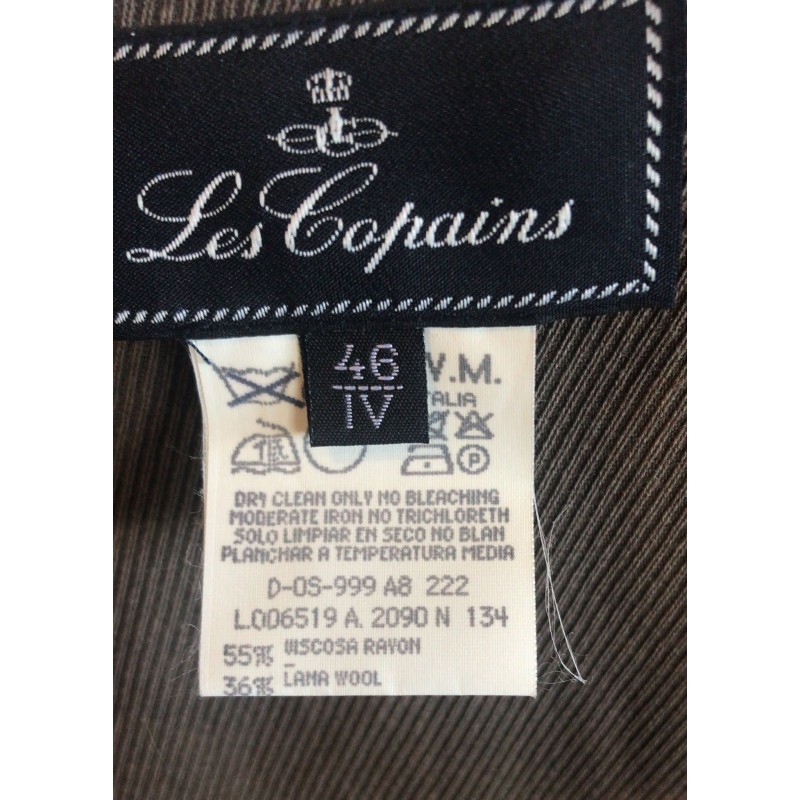 Les Copains
46
IV
W.M.
DRY CLEAN ONLY NO BLEACHING
MODERATE IRON NO TRICHLORETH
SOLO LIMPIAR EN SECO NO BLAN
PLANCHAR A TEMPERATURA MEDIA
D-OS-999 A8 222
L.006519 A. 2090 N 134
55% VISCOSA RAYON
36% LANA WOOL